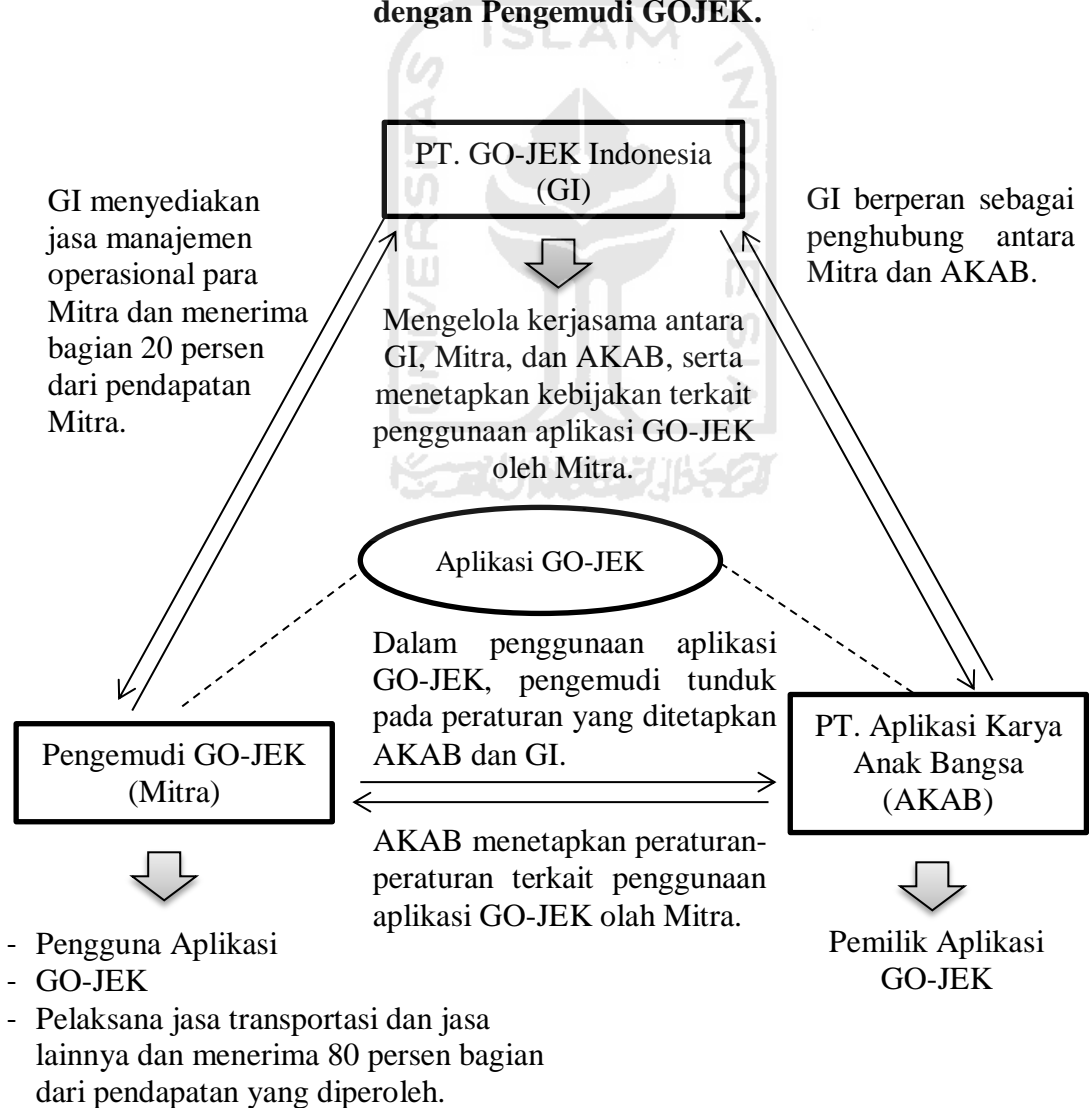 dengan Pengemudi GOJEK.
ISLAM
UNIVERSITAS
INDONESIA
PT. GO-JEK Indonesia
(GI)
GI menyediakan
jasa manajemen
operasional para
Mitra dan menerima
bagian 20 persen
dari pendapatan
Mitra.
GI berperan sebagai
penghubung antara
Mitra dan AKAB.
Mengelola kerjasama antara
GI, Mitra, dan AKAB, serta
menetapkan kebijakan terkait
penggunaan aplikasi GO-JEK
oleh Mitra.
Aplikasi GO-JEK
Dalam penggunaan aplikasi
GO-JEK, pengemudi tunduk
pada peraturan yang ditetapkan
AKAB dan GI.
Pengemudi GO-JEK
(Mitra)
PT. Aplikasi Karya
Anak Bangsa
(AKAB)
AKAB menetapkan peraturan-
peraturan terkait penggunaan
aplikasi GO-JEK olah Mitra.
- Pengguna Aplikasi
- GO-JEK
- Pelaksana jasa transportasi dan jasa
lainnya dan menerima 80 persen bagian
dari pendapatan yang diperoleh.
Pemilik Aplikasi
GO-JEK